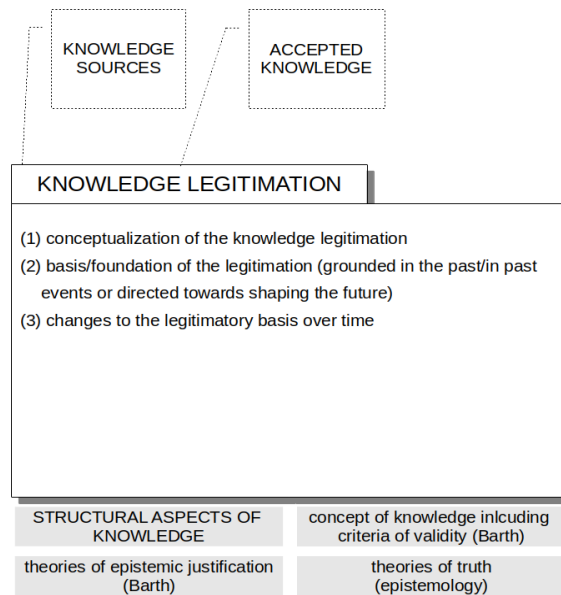 KNOWLEDGE
SOURCES
ACCEPTED
KNOWLEDGE
KNOWLEDGE LEGITIMATION
(1) conceptualization of the knowledge legitimation
(2) basis/foundation of the legitimation (grounded in the past/in past
events or directed towards shaping the future)
(3) changes to the legitimatory basis over time
STRUCTURAL ASPECTS OF
KNOWLEDGE
concept of knowledge inlcuding
criteria of validity (Barth)
theories of epistemic justification
(Barth)
theories of truth
(epistemology)